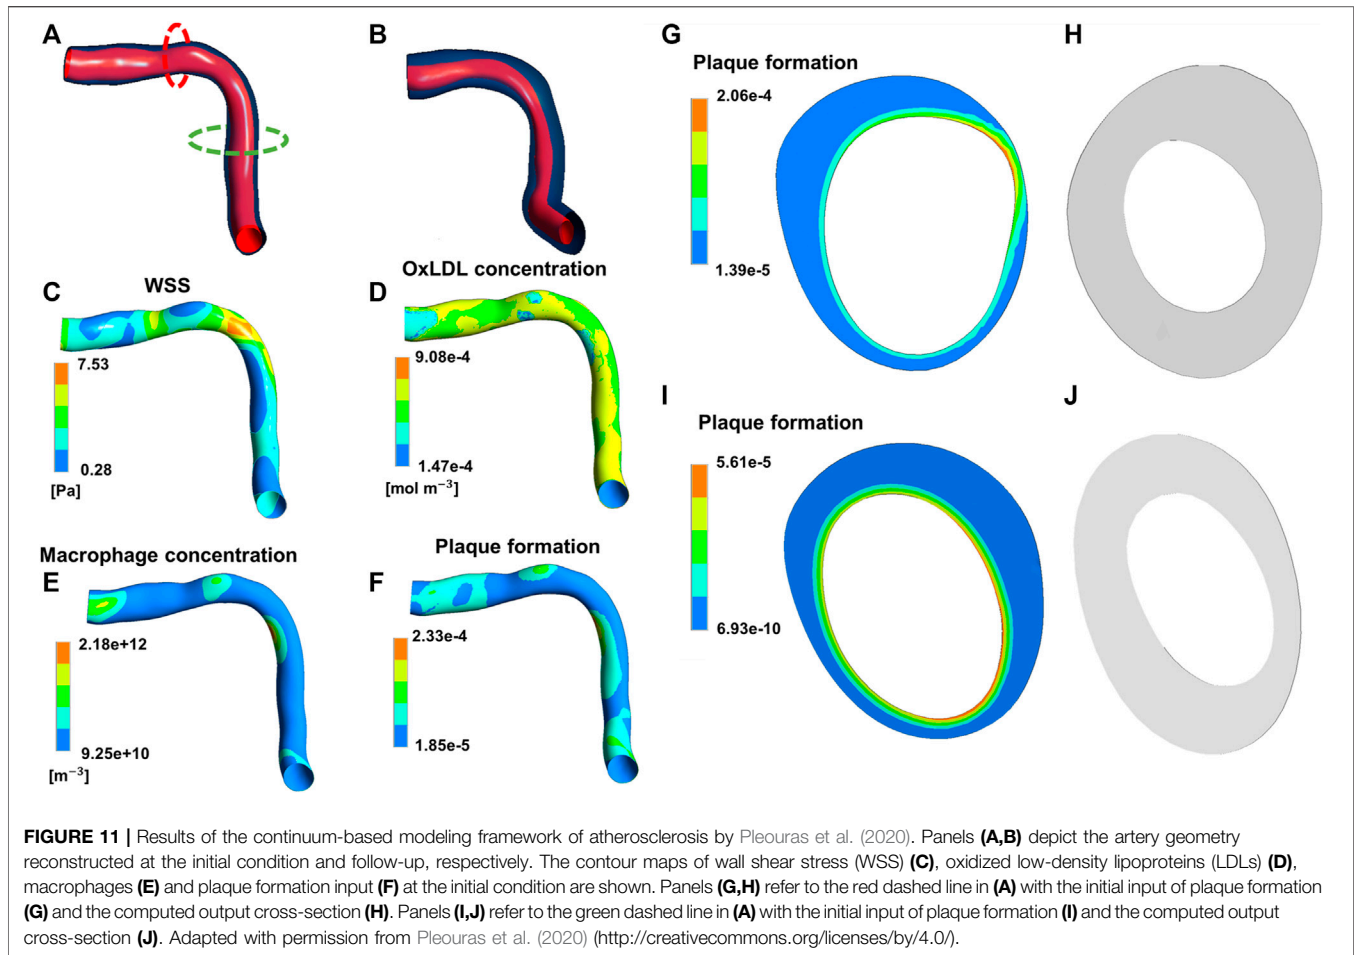 A
B
G
H
Plaque formation
2.06e-4
1.39e-5
C
WSS
7.53
0.28
[Pa]
D
OxLDL concentration
9.08e-4
1.47e-4
[mol m⁻³]
I
Plaque formation
5.61e-5
6.93e-10
J
Macrophage concentration
E
2.18e+12
9.25e+10
[m⁻³]
Plaque formation
F
2.33e-4
1.85e-5
FIGURE 11 | Results of the continuum-based modeling framework of atherosclerosis by Pleouras et al. (2020). Panels (A,B) depict the artery geometry
reconstructed at the initial condition and follow-up, respectively. The contour maps of wall shear stress (WSS) (C), oxidized low-density lipoproteins (LDLs) (D),
macrophages (E) and plaque formation input (F) at the initial condition are shown. Panels (G,H) refer to the red dashed line in (A) with the initial input of plaque formation
(G) and the computed output cross-section (H). Panels (I,J) refer to the green dashed line in (A) with the initial input of plaque formation (I) and the computed output
cross-section (J). Adapted with permission from Pleouras et al. (2020) (http://creativecommons.org/licenses/by/4.0/).